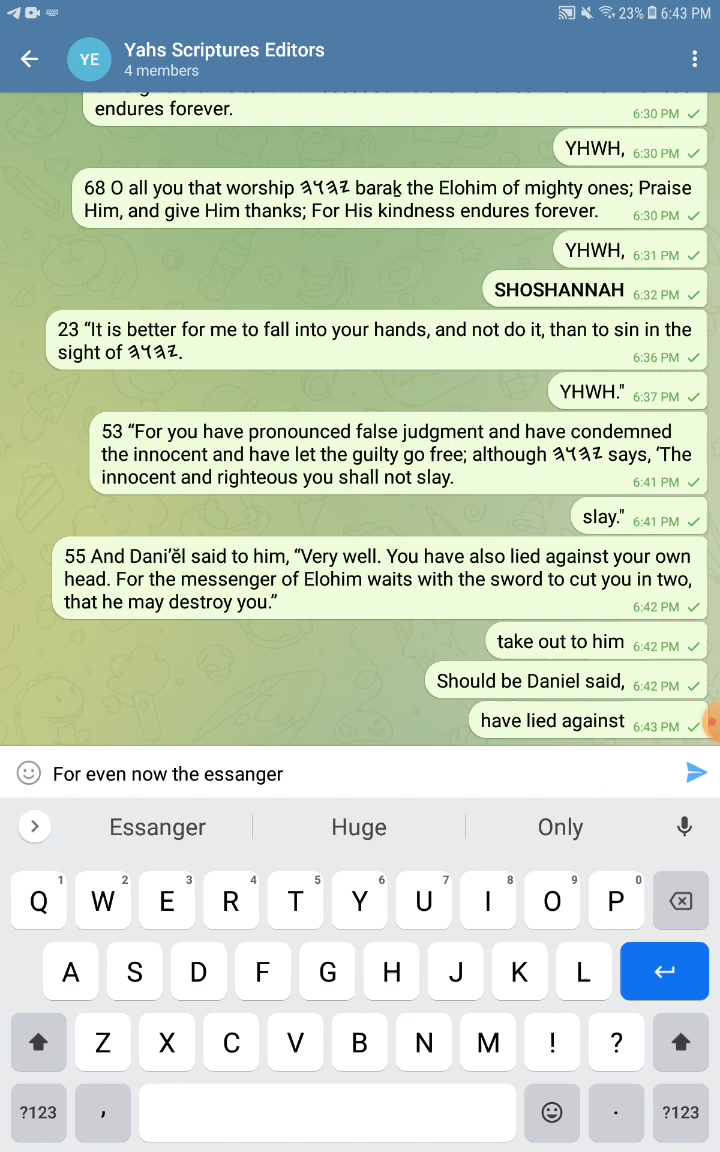 23% 6:43 PM
YE
Yahs Scriptures Editors
4 members
endures forever. 6:30 PM
YHWH, 6:30 PM
68 O all you that worship 𐤉𐤄𐤅𐤄 baraḵ the Elohim of mighty ones; Praise
Him, and give Him thanks; For His kindness endures forever. 6:30 PM
YHWH, 6:31 PM
SHOSHANNAH 6:32 PM
23 “It is better for me to fall into your hands, and not do it, than to sin in the
sight of 𐤉𐤄𐤅𐤄. 6:36 PM
YHWH." 6:37 PM
53 “For you have pronounced false judgment and have condemned
the innocent and have let the guilty go free; although 𐤉𐤄𐤅𐤄 says, ‘The
innocent and righteous you shall not slay. 6:41 PM
slay." 6:41 PM
55 And Dani’ĕl said to him, “Very well. You have also lied against your own
head. For the messenger of Elohim waits with the sword to cut you in two,
that he may destroy you.” 6:42 PM
take out to him 6:42 PM
Should be Daniel said, 6:42 PM
have lied against 6:43 PM
For even now the essanger
Essanger Huge Only
1 2 3 4 5 6 7 8 9 0
Q W E R T Y U I O P
A S D F G H J K L
Z X C V B N M ! ?
?123 , . ?123